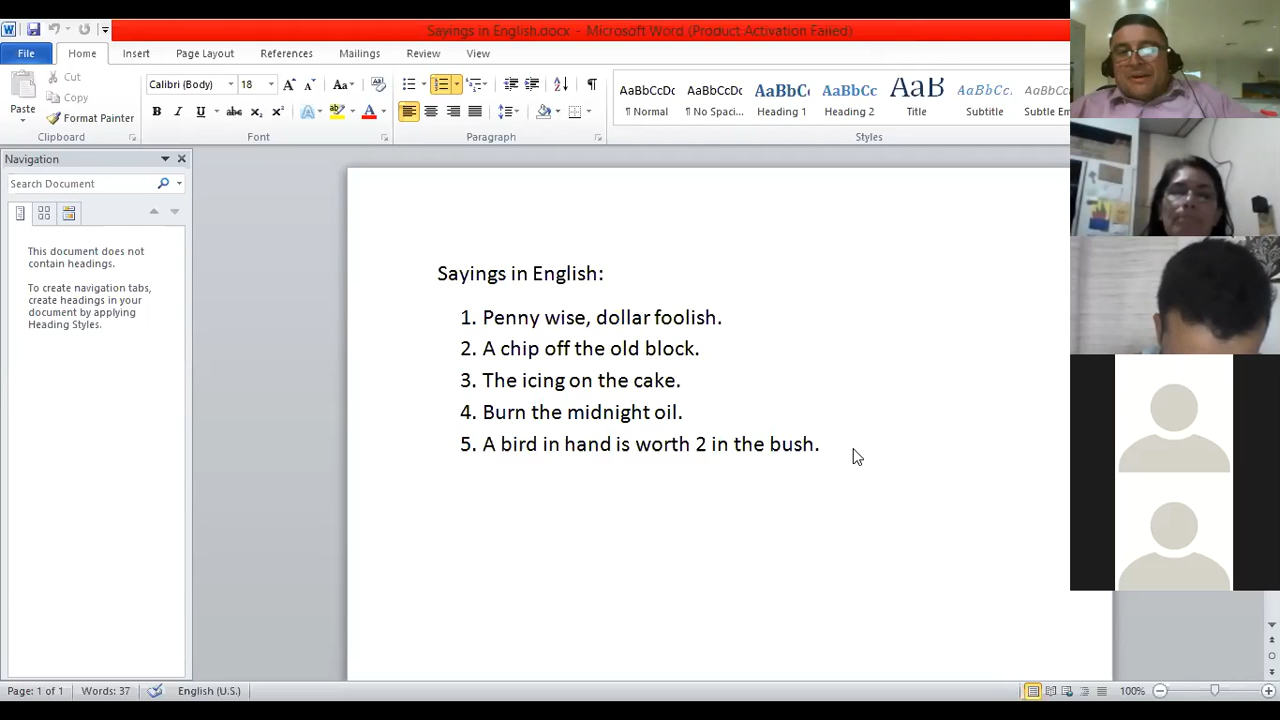 Sayings in English.docx - Microsoft Word (Product Activation Failed)
File Home Insert Page Layout References Mailings Review View
Paste
Cut
Copy
Format Painter
Calibri (Body) 18
AaBbCcDc AaBbCcDc AaBbC AaBbCc AaB AaBbCc AaBbCc
¶ Normal ¶ No Spaci... Heading 1 Heading 2 Title Subtitle Subtle Em
Clipboard Font Paragraph Styles
Navigation
Search Document
This document does not
contain headings.
To create navigation tabs,
create headings in your
document by applying
Heading Styles.
Sayings in English:
1. Penny wise, dollar foolish.
2. A chip off the old block.
3. The icing on the cake.
4. Burn the midnight oil.
5. A bird in hand is worth 2 in the bush.
Page: 1 of 1 Words: 37 English (U.S.) 100%